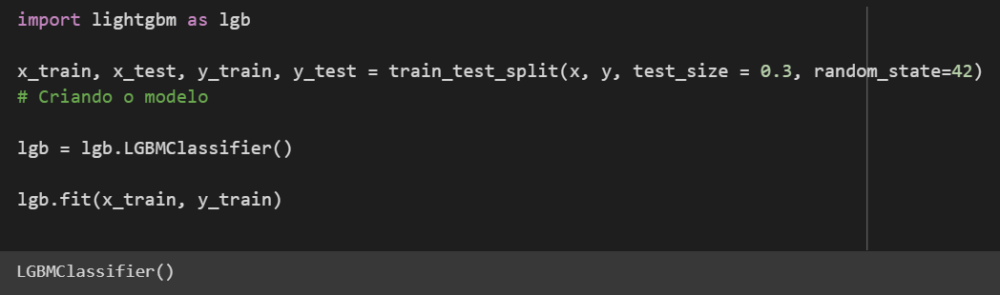 import lightgbm as lgb
x_train, x_test, y_train, y_test = train_test_split(x, y, test_size = 0.3, random_state=42)
# Criando o modelo
lgb = lgb.LGBMClassifier()
lgb.fit(x_train, y_train)
LGBMClassifier()